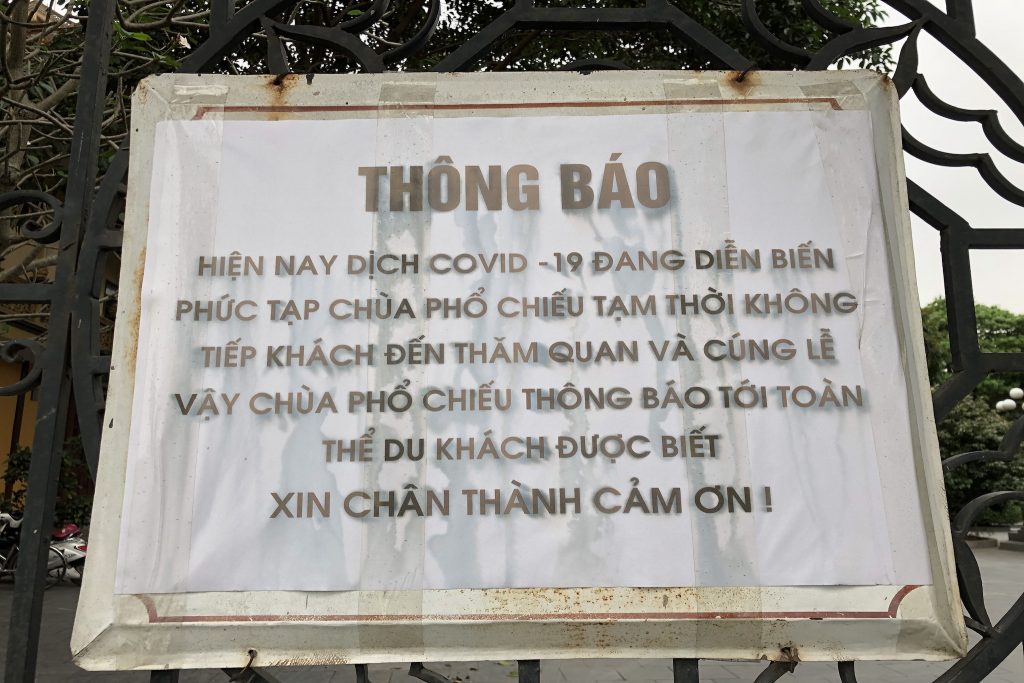 THÔNG BÁO
HIỆN NAY DỊCH COVID -19 ĐANG DIỄN BIẾN
PHỨC TẠP CHÙA PHỔ CHIẾU TẠM THỜI KHÔNG
TIẾP KHÁCH ĐẾN THĂM QUAN VÀ CÚNG LỄ
VẬY CHÙA PHỔ CHIẾU THÔNG BÁO TỚI TOÀN
THỂ DU KHÁCH ĐƯỢC BIẾT
XIN CHÂN THÀNH CẢM ƠN !